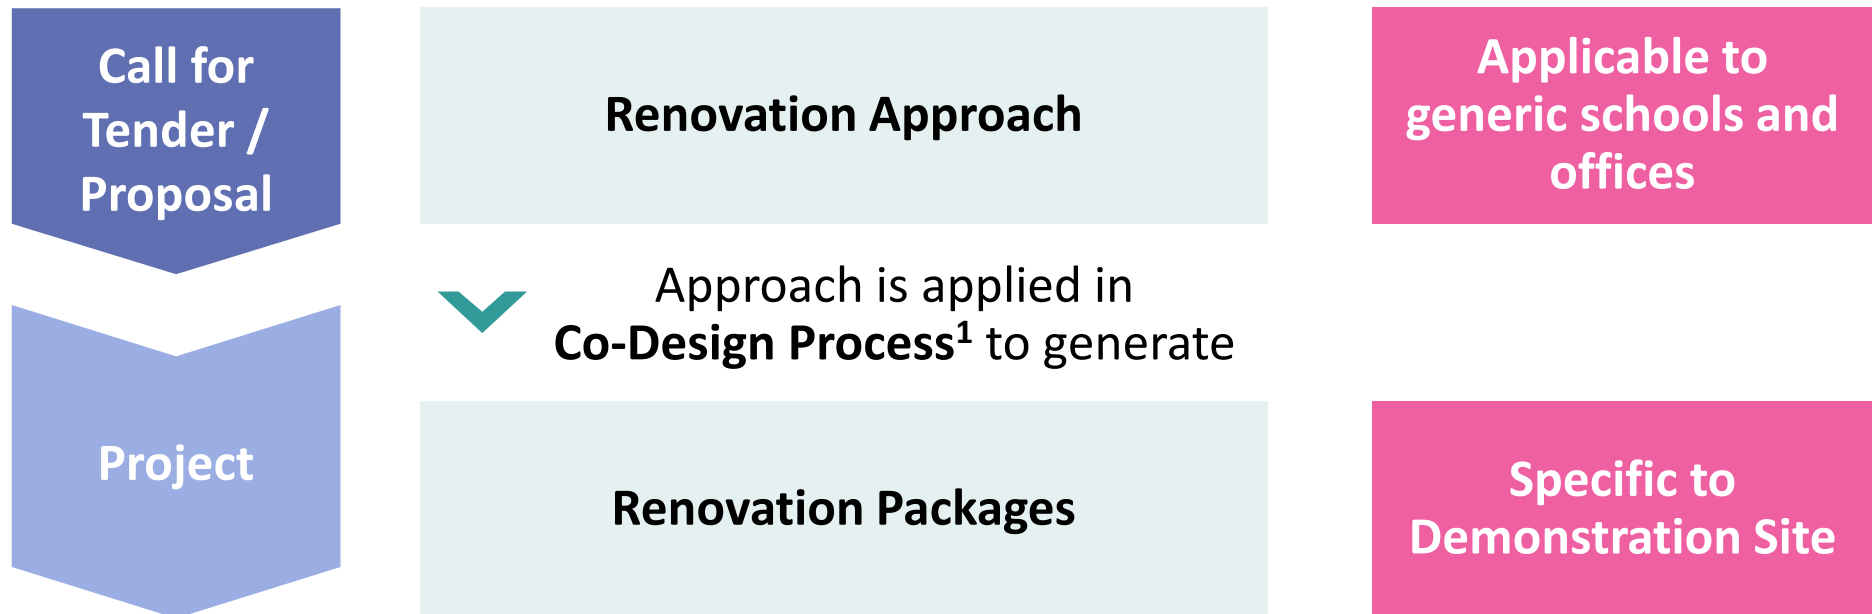 Call for
Tender /
Proposal
Renovation Approach
Applicable to
generic schools and
offices
Approach is applied in
Co-Design Process¹ to generate
Project
Renovation Packages
Specific to
Demonstration Site